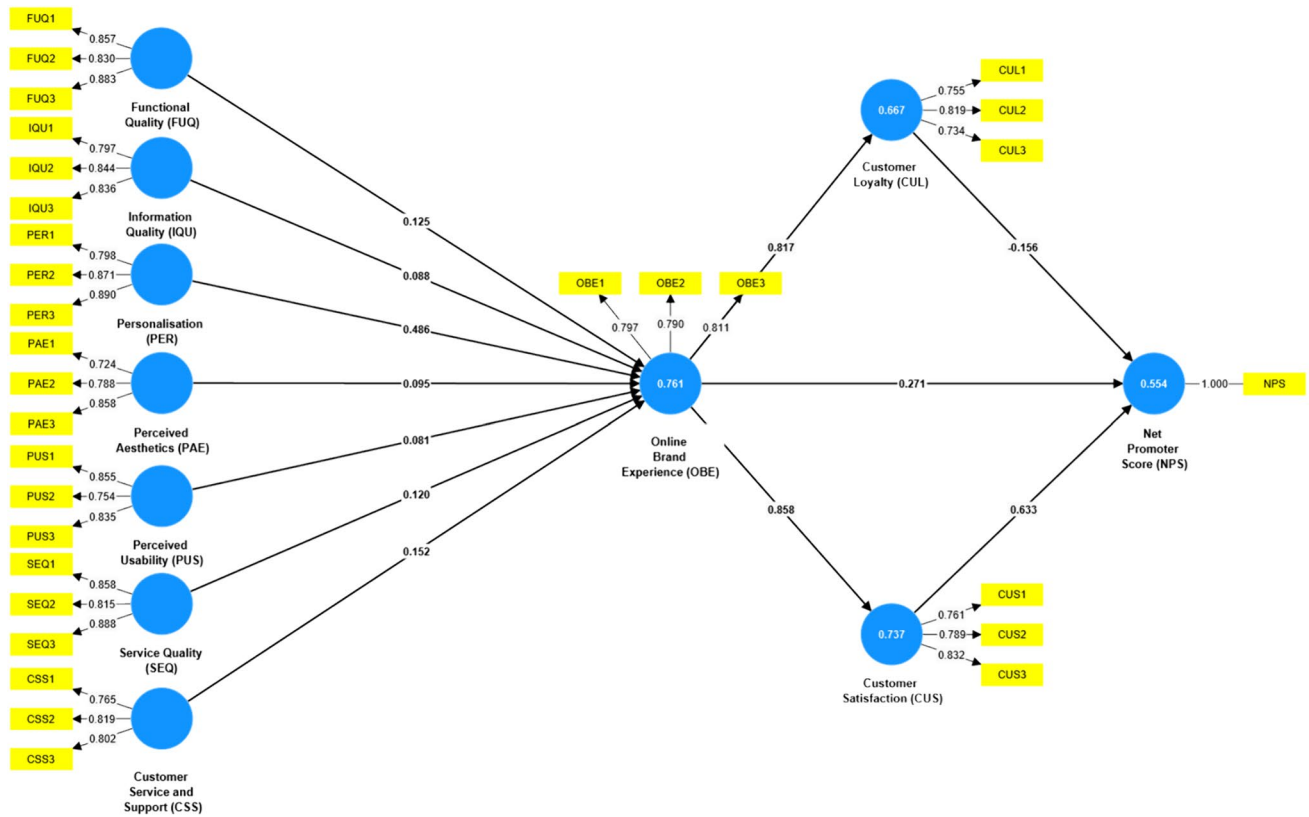 FUQ1
0.857
FUQ2
0.830
0.883
FUQ3
Functional
Quality (FUQ)
IQU1
0.797
IQU2
0.844
0.836
IQU3
Information
Quality (IQU)
PER1
0.798
PER2
0.871
0.890
PER3
Personalisation
(PER)
PAE1
0.724
PAE2
0.788
0.858
PAE3
Perceived
Aesthetics (PAE)
PUS1
0.855
PUS2
0.754
0.835
PUS3
Perceived
Usability (PUS)
SEQ1
0.858
SEQ2
0.815
0.888
SEQ3
Service Quality
(SEQ)
CSS1
0.765
CSS2
0.819
0.802
CSS3
Customer
Service and
Support (CSS)
0.125
0.088
0.486
0.095
0.081
0.120
0.152
OBE1
OBE2
OBE3
0.797
0.790
0.811
0.761
Online
Brand
Experience (OBE)
0.817
0.271
0.858
0.667
Customer
Loyalty (CUL)
CUL1
0.755
CUL2
0.819
0.734
CUL3
-0.156
0.633
0.737
Customer
Satisfaction (CUS)
CUS1
0.761
CUS2
0.789
0.832
CUS3
0.554
Net
Promoter
Score (NPS)
1.000
NPS